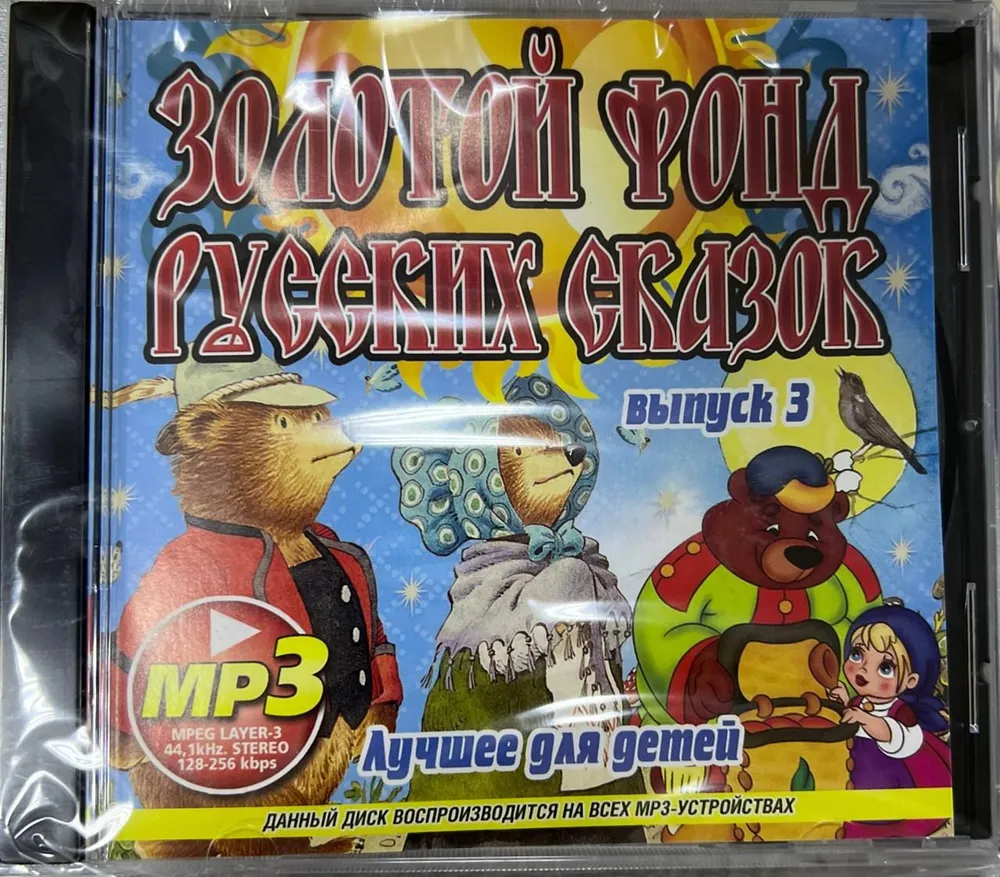 ЗОЛОТОЙ ФОНД
РУССКИХ СКАЗОК
выпуск 3
MP3
MPEG LAYER-3
44,1kHz. STEREO
128-256 kbps
Лучшее для детей
ДАННЫЙ ДИСК ВОСПРОИЗВОДИТСЯ НА ВСЕХ MP3-УСТРОЙСТВАХ